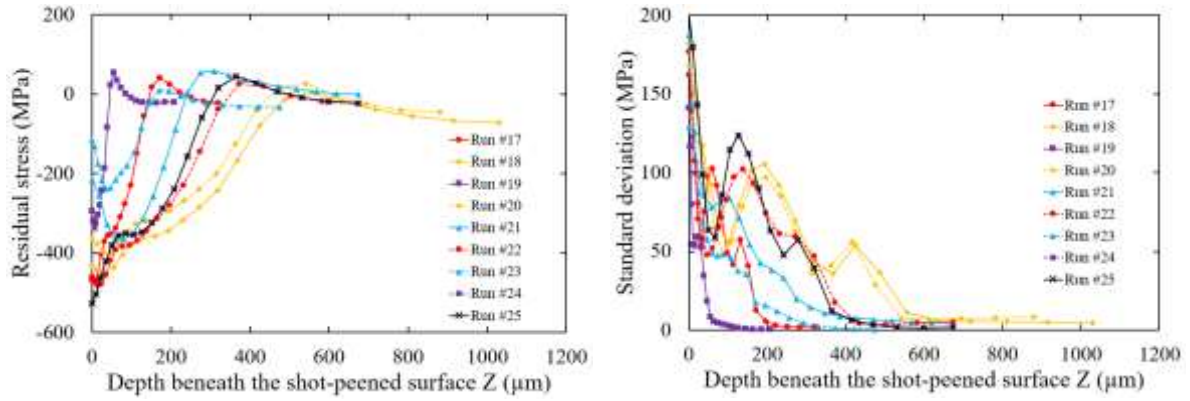 Residual stress (MPa)
200
0
-200
-400
-600
0
200
400
600
800
1000
1200
Depth beneath the shot-peened surface Z (µm)
Run #17
Run #18
Run #19
Run #20
Run #21
Run #22
Run #23
Run #24
Run #25
Standard deviation (MPa)
200
150
100
50
0
0
200
400
600
800
1000
1200
Depth beneath the shot-peened surface Z (µm)
Run #17
Run #18
Run #19
Run #20
Run #21
Run #22
Run #23
Run #24
Run #25